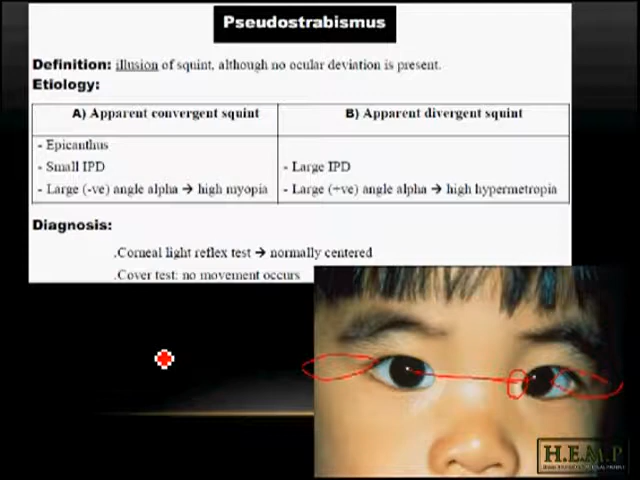 Pseudostrabismus
Definition: illusion of squint, although no ocular deviation is present.
Etiology:
A) Apparent convergent squint
B) Apparent divergent squint
- Epicanthus
- Small IPD
- Large (-ve) angle alpha → high myopia
- Large IPD
- Large (+ve) angle alpha → high hypermetropia
Diagnosis:
.Corneal light reflex test → normally centered
.Cover test: no movement occurs
H.E.M.P